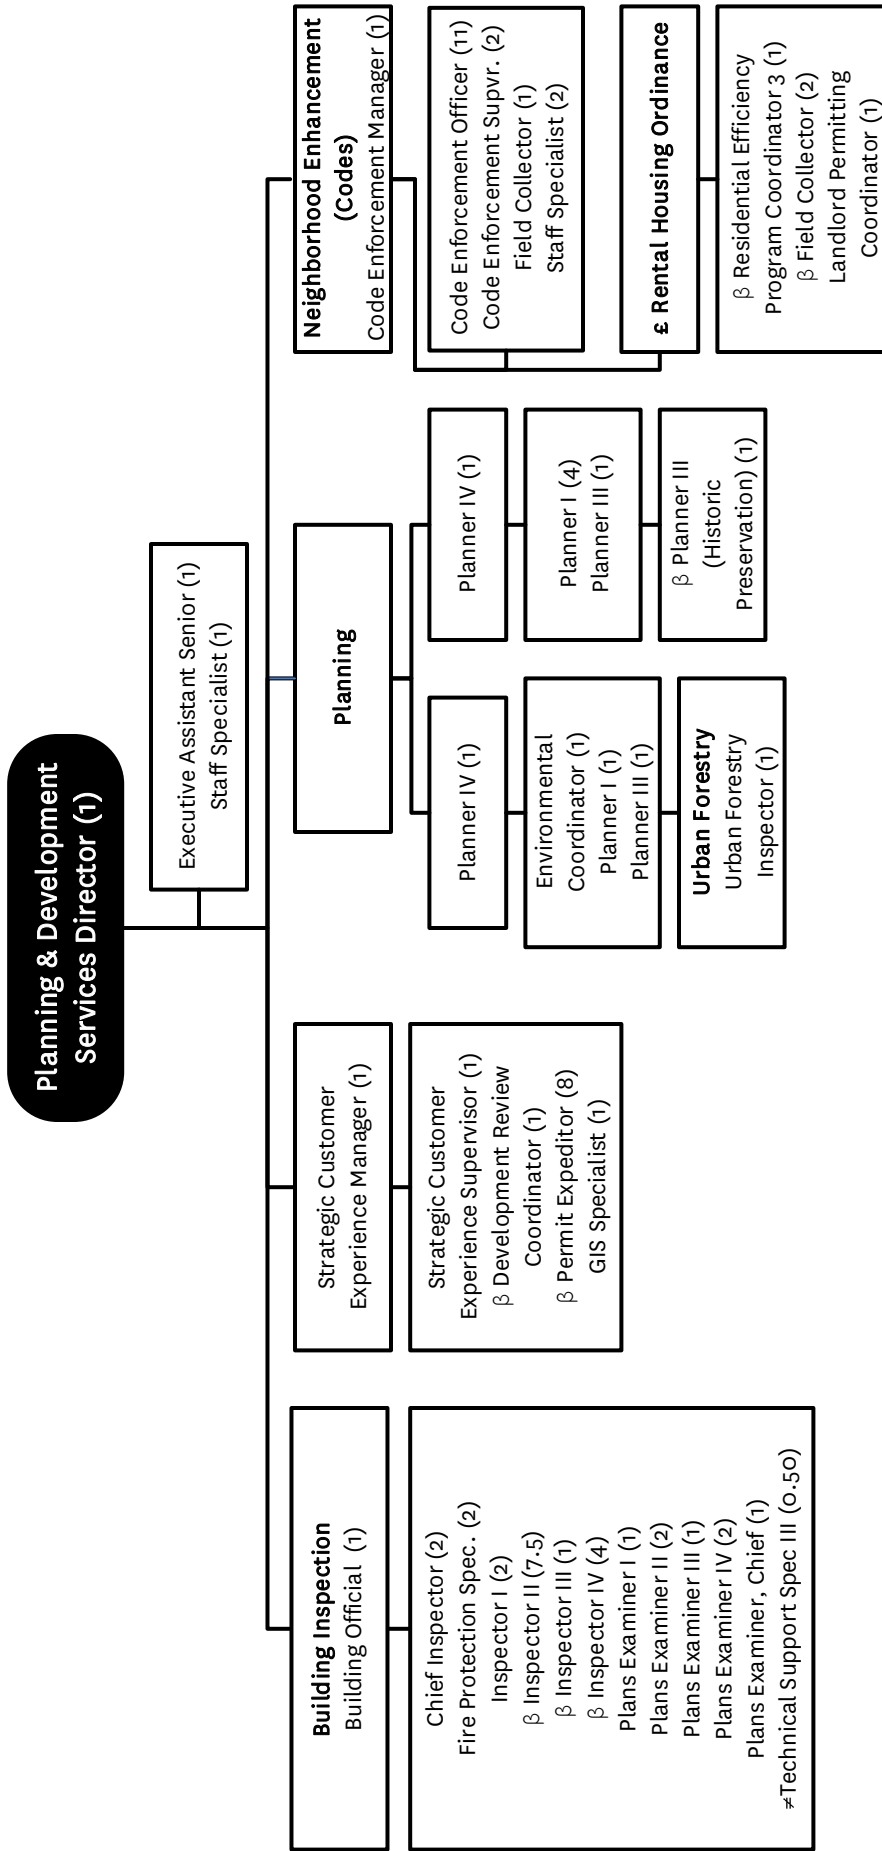 Planning & Development
Services Director (1)
Executive Assistant Senior (1)
Staff Specialist (1)
Building Inspection
Building Official (1)
Chief Inspector (2)
Fire Protection Spec. (2)
Inspector I (2)
β Inspector II (7.5)
β Inspector III (1)
β Inspector IV (4)
Plans Examiner I (1)
Plans Examiner II (2)
Plans Examiner III (1)
Plans Examiner IV (2)
Plans Examiner, Chief (1)
≠Technical Support Spec III (0.50)
Strategic Customer
Experience Manager (1)
Strategic Customer
Experience Supervisor (1)
β Development Review
Coordinator (1)
β Permit Expeditor (8)
GIS Specialist (1)
Planning
Planner IV (1)
Environmental
Coordinator (1)
Planner I (1)
Planner III (1)
Urban Forestry
Urban Forestry
Inspector (1)
Planner IV (1)
Planner I (4)
Planner III (1)
β Planner III
(Historic
Preservation) (1)
Neighborhood Enhancement
(Codes)
Code Enforcement Manager (1)
Code Enforcement Officer (11)
Code Enforcement Supvr. (2)
Field Collector (1)
Staff Specialist (2)
£ Rental Housing Ordinance
β Residential Efficiency
Program Coordinator 3 (1)
β Field Collector (2)
Landlord Permitting
Coordinator (1)